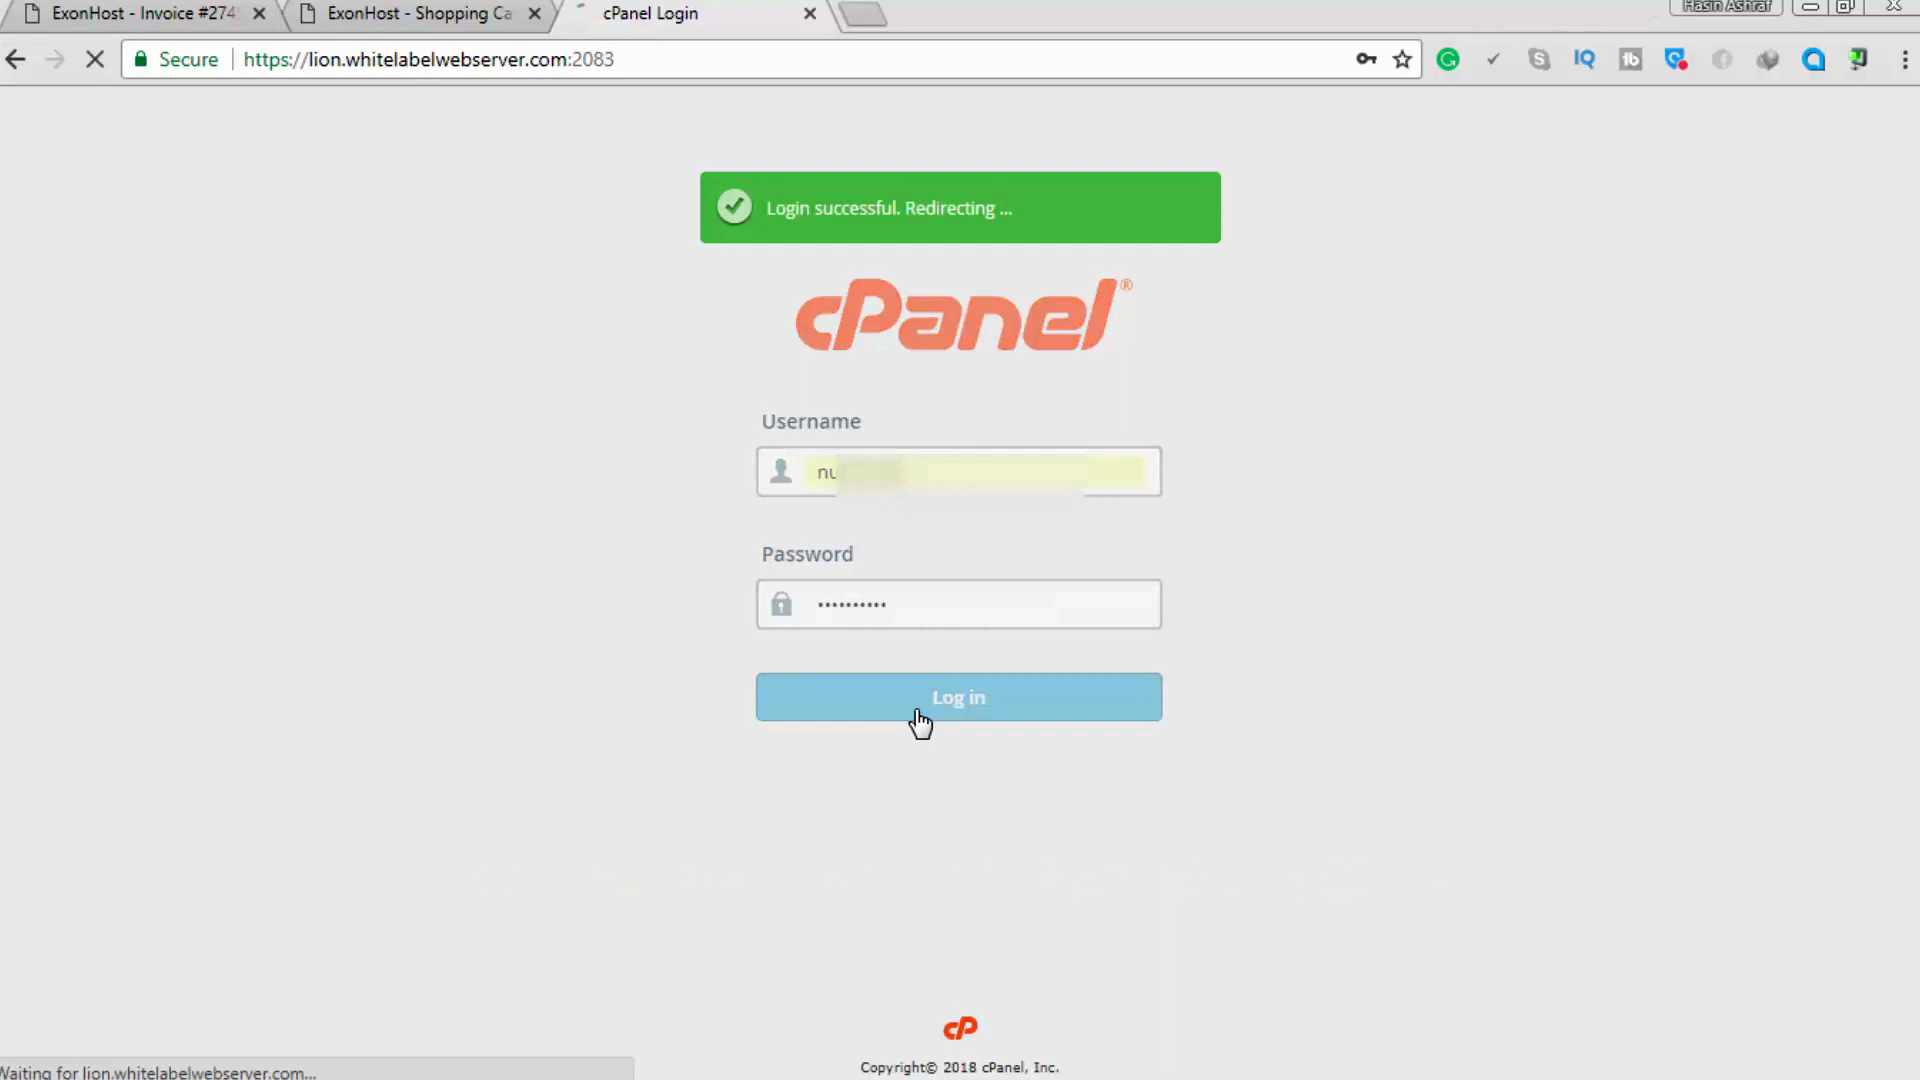 ExonHost - Invoice #274
ExonHost - Shopping Ca
cPanel Login
Hasin Ashraf
Secure
https://lion.whitelabelwebserver.com:2083
Login successful. Redirecting ...
cPanel®
Username
nu
Password
Log in
cP
Copyright© 2018 cPanel, Inc.
Waiting for lion.whitelabelwebserver.com...